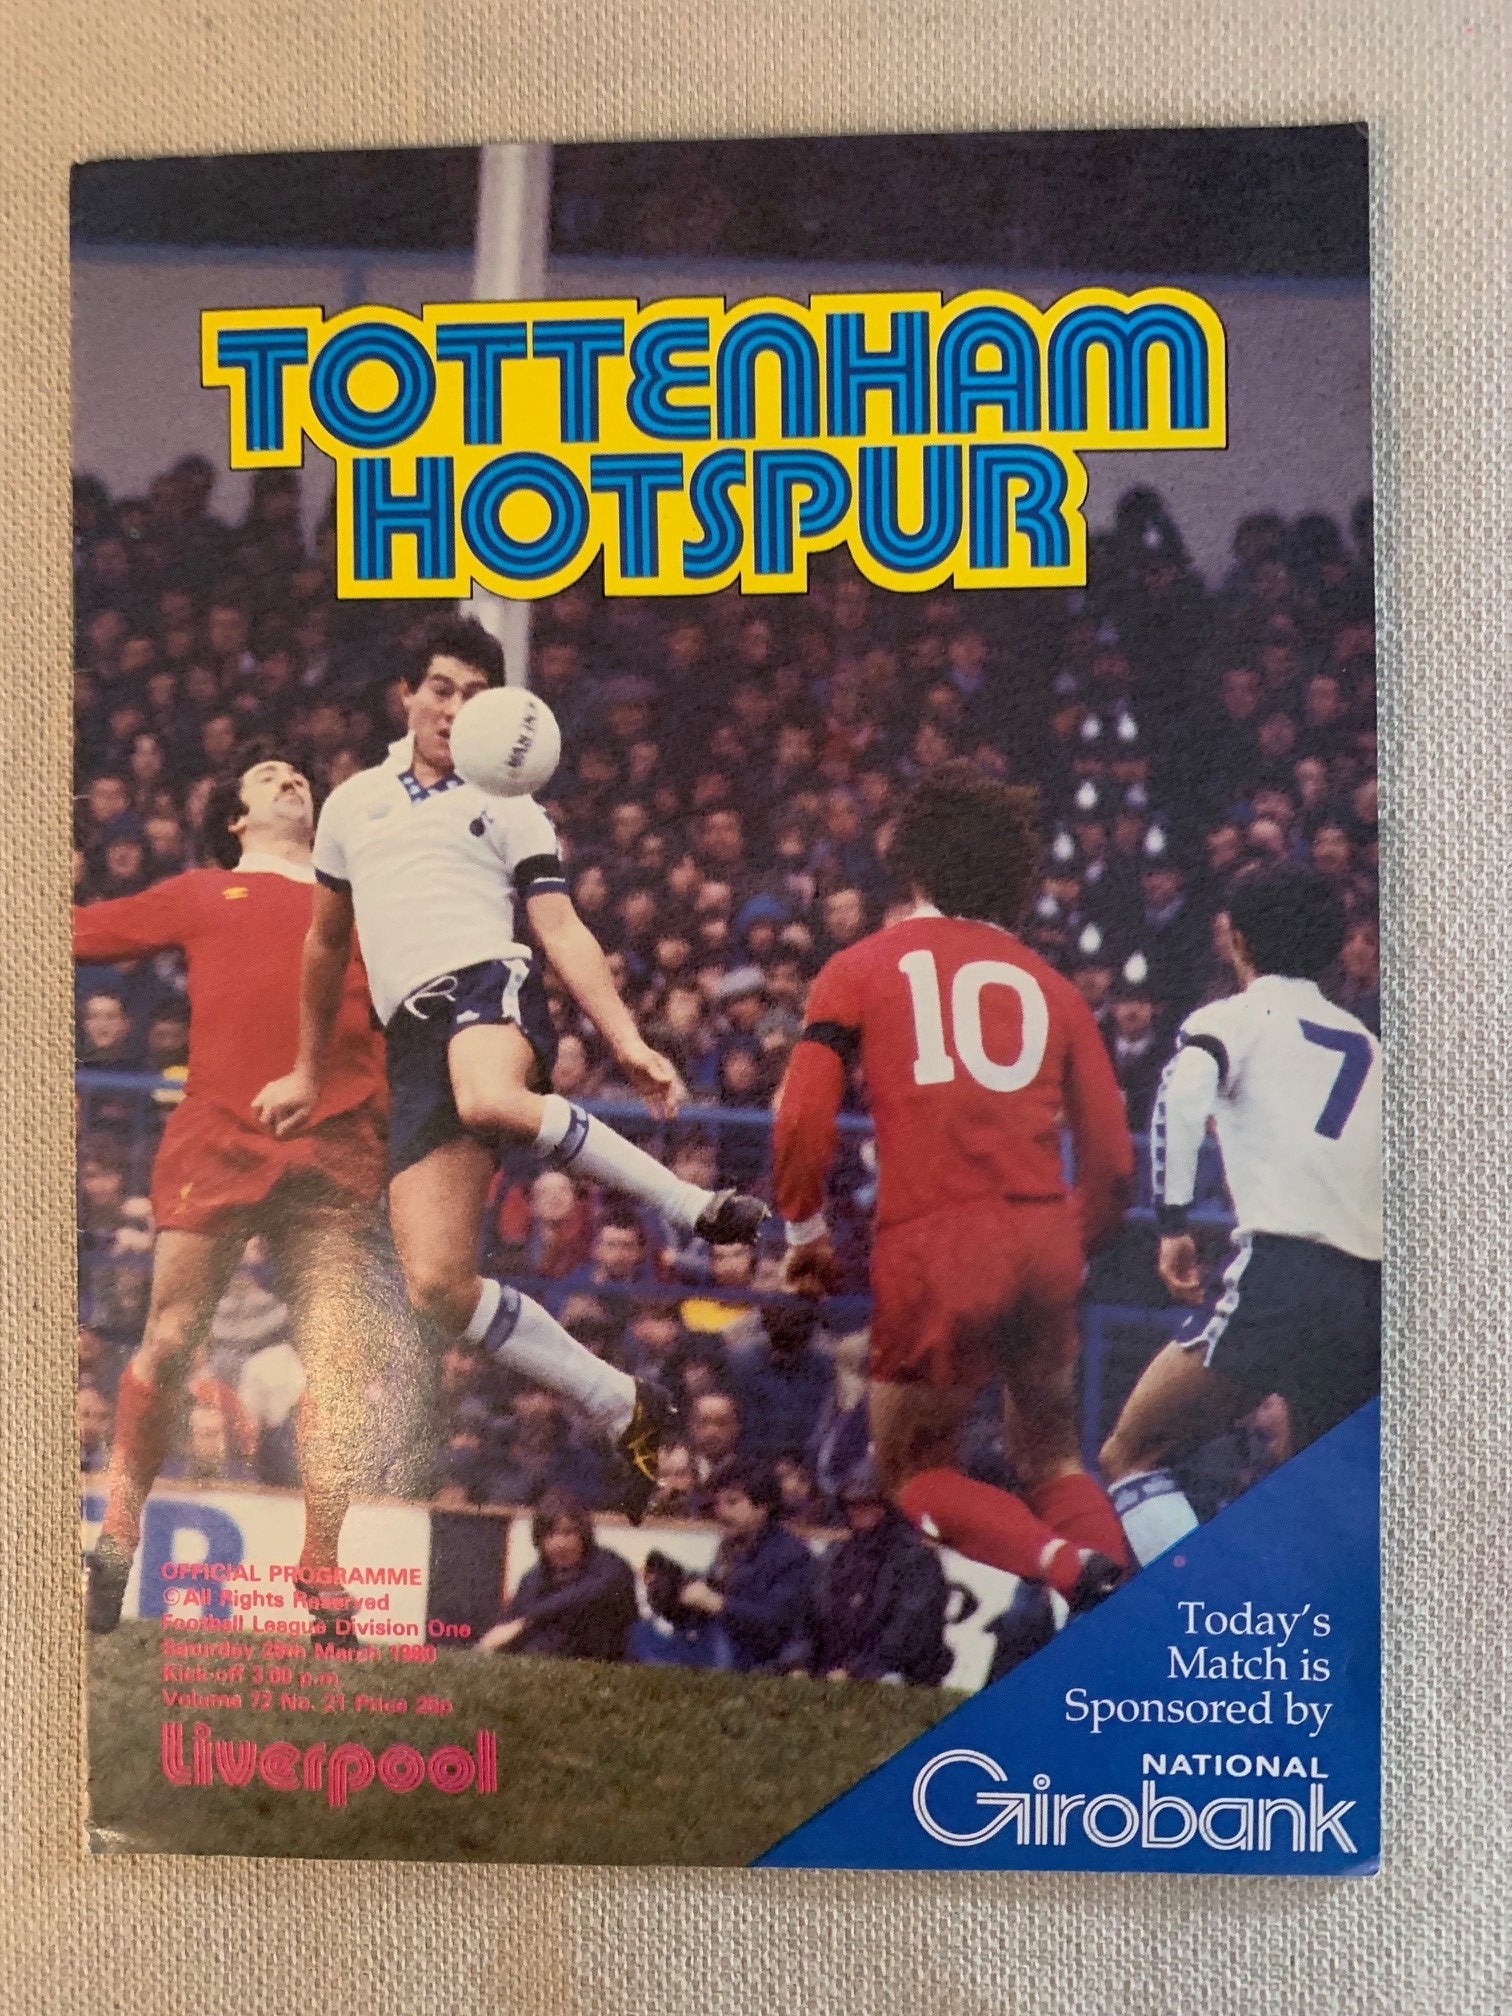 TOTTENHAM
HOTSPUR
10
7
OFFICIAL PROGRAMME
© All Rights Reserved
Football League Division One
Saturday 29th March 1980
Kick-off 3.00 p.m.
Volume 72 No. 21 Price 25p
Liverpool
Today's
Match is
Sponsored by
NATIONAL
Girobank